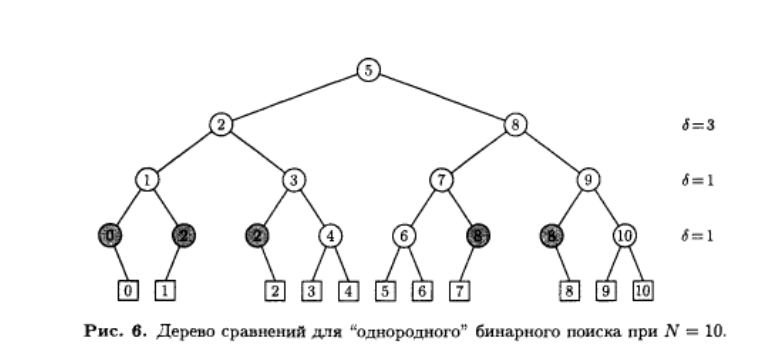 5
2 8 δ=3
1 3 7 9 δ=1
0 2 2 4 6 8 8 10 δ=1
0 1 2 3 4 5 6 7 8 9 10
Рис. 6. Дерево сравнений для “однородного” бинарного поиска при N = 10.